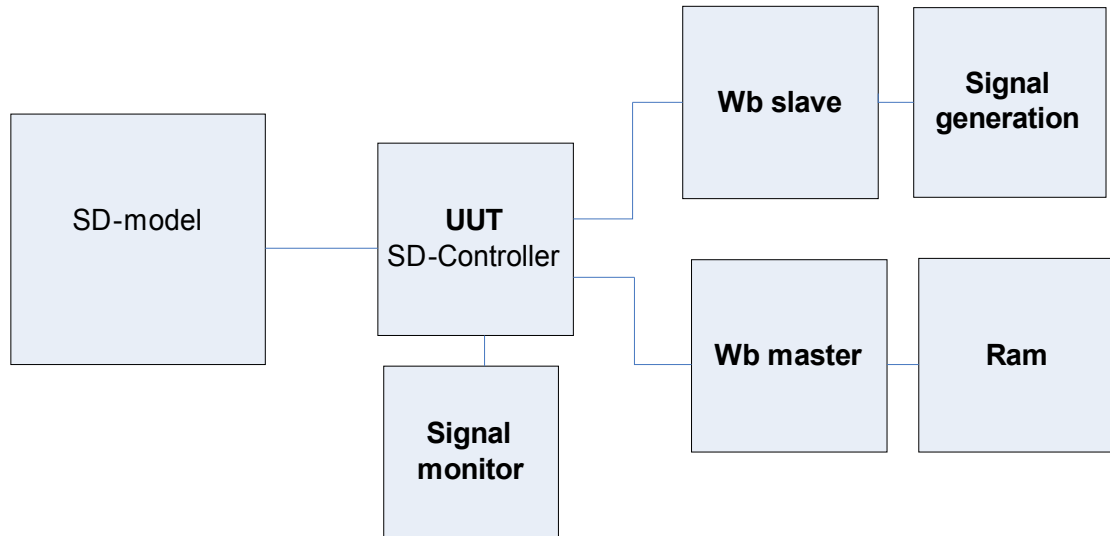 SD-model
UUT
SD-Controller
Signal
monitor
Wb slave
Signal
generation
Wb master
Ram